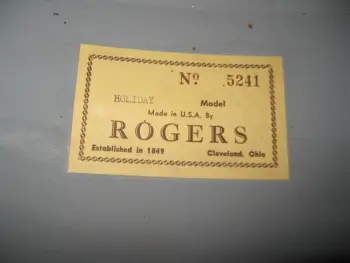 Nº 5241
HOLIDAY Model
Made in U.S.A. By
ROGERS
Established in 1849 Cleveland, Ohio